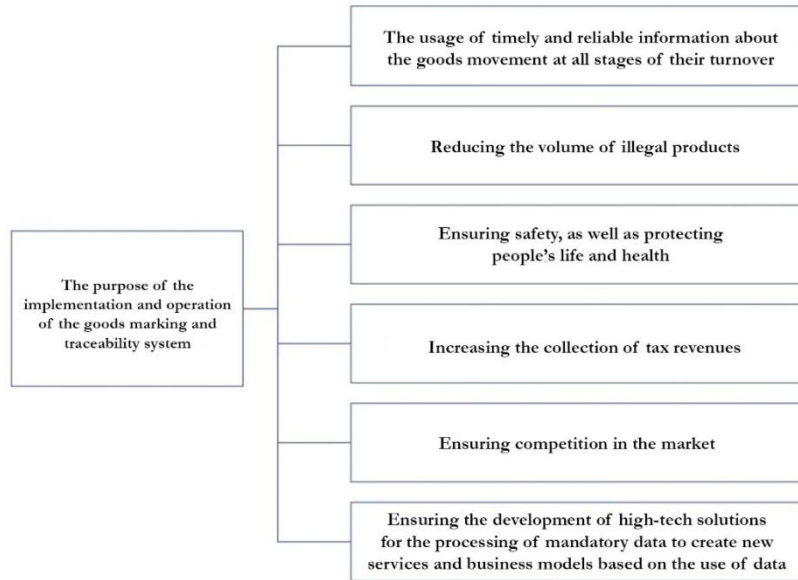 The usage of timely and reliable information about
the goods movement at all stages of their turnover
Reducing the volume of illegal products
Ensuring safety, as well as protecting
people’s life and health
The purpose of the
implementation and operation
of the goods marking and
traceability system
Increasing the collection of tax revenues
Ensuring competition in the market
Ensuring the development of high-tech solutions
for the processing of mandatory data to create new
services and business models based on the use of data